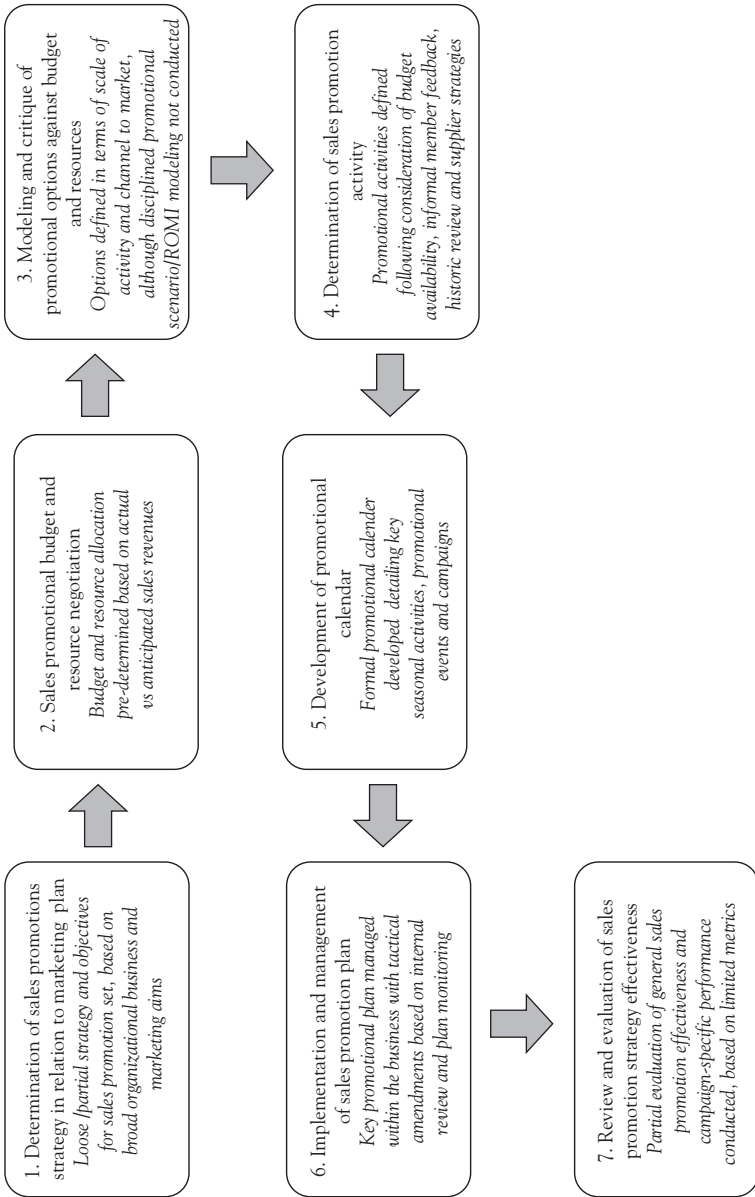 1. Determination of sales promotions
strategy in relation to marketing plan
Loose /partial strategy and objectives
for sales promotion set, based on
broad organizational business and
marketing aims
2. Sales promotional budget and
resource negotiation
Budget and resource allocation
pre-determined based on actual
vs anticipated sales revenues
3. Modeling and critique of
promotional options against budget
and resources
Options defined in terms of scale of
activity and channel to market,
although disciplined promotional
scenario/ROMI modeling not conducted
4. Determination of sales promotion
activity
Promotional activities defined
following consideration of budget
availability, informal member feedback,
historic review and supplier strategies
5. Development of promotional
calendar
Formal promotional calender
developed detailing key
seasonal activities, promotional
events and campaigns
6. Implementation and management
of sales promotion plan
Key promotional plan managed
within the business with tactical
amendments based on internal
review and plan monitoring
7. Review and evaluation of sales
promotion strategy effectiveness
Partial evaluation of general sales
promotion effectiveness and
campaign-specific performance
conducted, based on limited metrics